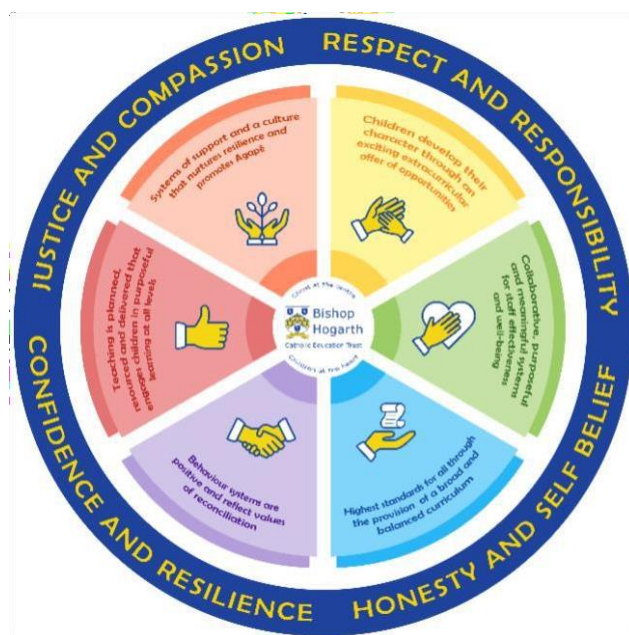 JUSTICE AND COMPASSION
RESPECT AND RESPONSIBILITY
HONESTY AND SELF BELIEF
CONFIDENCE AND RESILIENCE
Systems of support and a culture
that nurtures resilience and
promotes Agapé
Children develop their
character through an
exciting extracurricular
offer of opportunities
Collaborative, purposeful
and meaningful systems
for staff effectiveness
and well-being
Highest standards for all through
the provision of a broad and
balanced curriculum
Behaviour systems are
positive and reflect values
of reconciliation
Teaching is planned,
resourced and delivered that
engages children in purposeful
learning at all levels
Christ at the centre
Bishop
Hogarth
Catholic Education Trust
Children at the heart